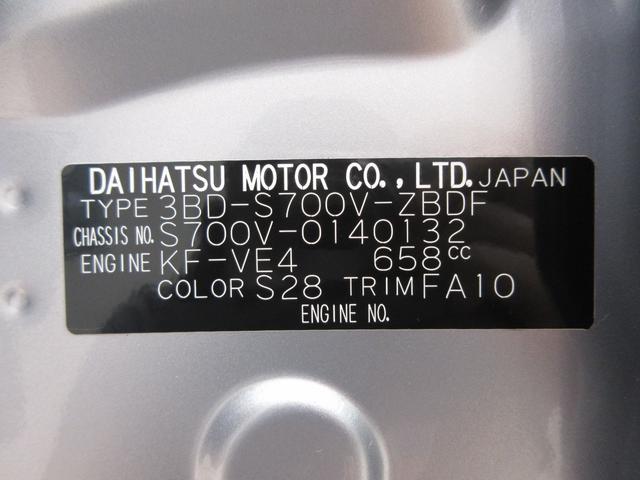 DAIHATSU MOTOR CO.,LTD. JAPAN
TYPE 3BD-S700V-ZBDF
CHASSIS NO. S700V-0140132
ENGINE KF-VE4 658cc
COLOR S28 TRIM FA10
ENGINE NO.